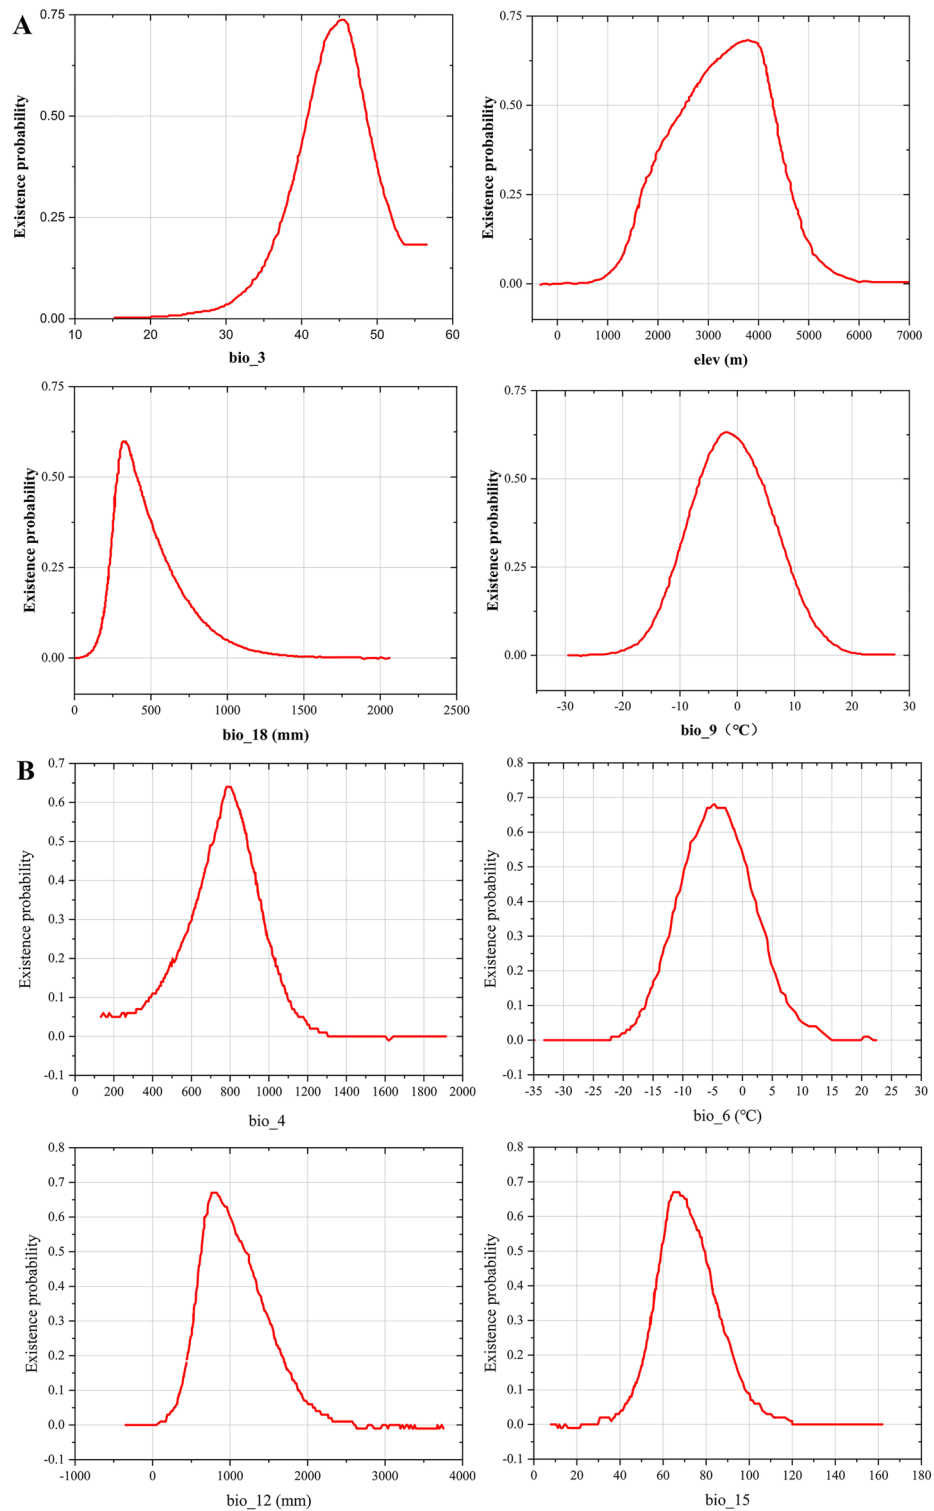 A
Existence probability
0.75
0.50
0.25
0.00
10 20 30 40 50 60
bio_3
Existence probability
0.75
0.50
0.25
0.00
0 1000 2000 3000 4000 5000 6000 7000
elev (m)
Existence probability
0.75
0.50
0.25
0.00
0 500 1000 1500 2000 2500
bio_18 (mm)
Existence probability
0.75
0.50
0.25
0.00
-30 -20 -10 0 10 20 30
bio_9（℃）
B
Existence probability
0.7
0.6
0.5
0.4
0.3
0.2
0.1
0.0
-0.1
0 200 400 600 800 1000 1200 1400 1600 1800 2000
bio_4
Existence probability
0.8
0.7
0.6
0.5
0.4
0.3
0.2
0.1
0.0
-0.1
-35 -30 -25 -20 -15 -10 -5 0 5 10 15 20 25 30
bio_6 (℃)
Existence probability
0.8
0.7
0.6
0.5
0.4
0.3
0.2
0.1
0.0
-0.1
-1000 0 1000 2000 3000 4000
bio_12 (mm)
Existence probability
0.8
0.7
0.6
0.5
0.4
0.3
0.2
0.1
0.0
-0.1
0 20 40 60 80 100 120 140 160 180
bio_15